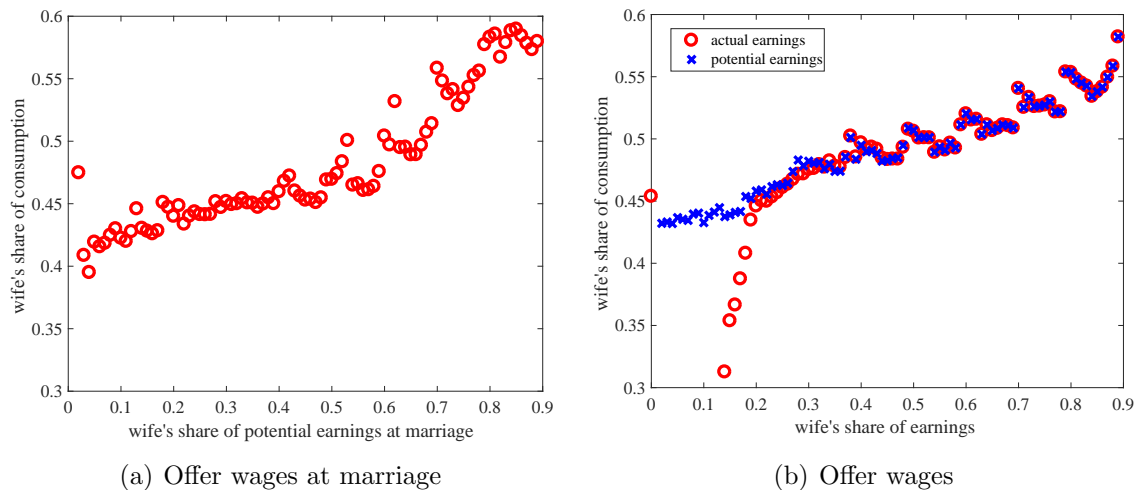 0.6
0.55
0.5
0.45
0.4
0.35
0.3
wife's share of consumption
0 0.1 0.2 0.3 0.4 0.5 0.6 0.7 0.8 0.9
wife's share of potential earnings at marriage
(a) Offer wages at marriage
actual earnings
potential earnings
0.6
0.55
0.5
0.45
0.4
0.35
0.3
wife's share of consumption
0 0.1 0.2 0.3 0.4 0.5 0.6 0.7 0.8 0.9
wife's share of earnings
(b) Offer wages